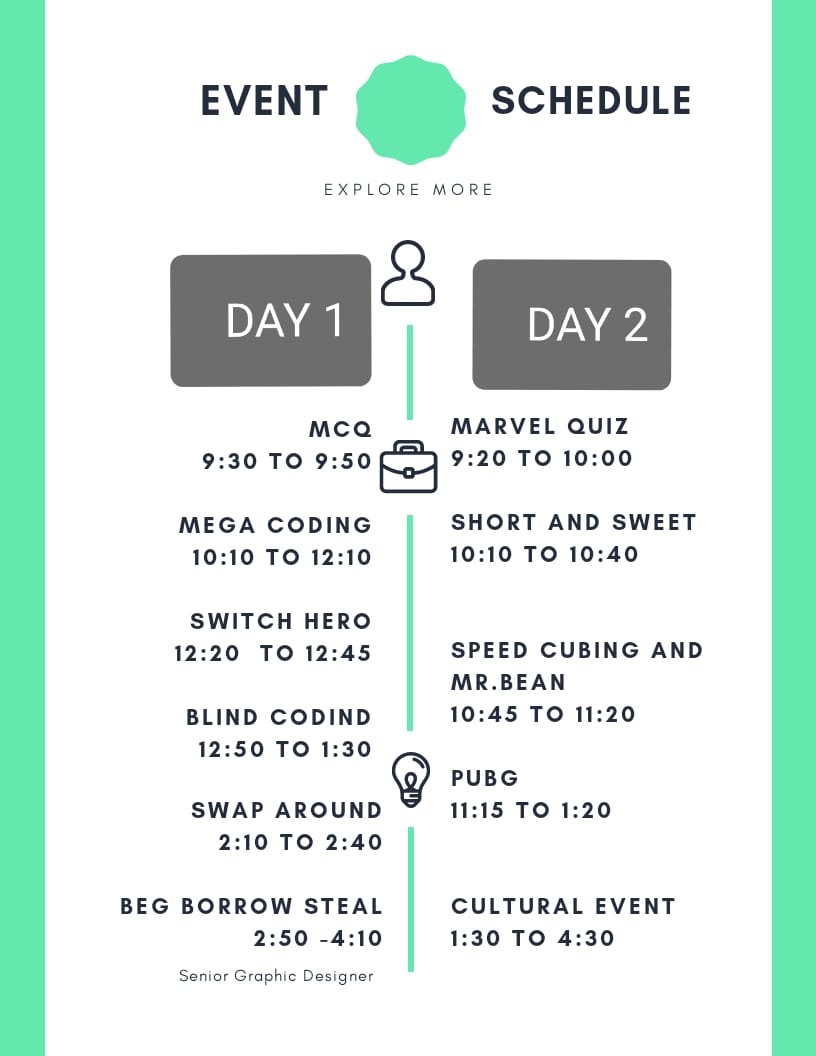 EVENT SCHEDULE
EXPLORE MORE
DAY 1
MCQ
9:30 TO 9:50
MEGA CODING
10:10 TO 12:10
SWITCH HERO
12:20  TO 12:45
BLIND CODIND
12:50 TO 1:30
SWAP AROUND
2:10 TO 2:40
BEG BORROW STEAL
2:50 -4:10
Senior Graphic Designer
DAY 2
MARVEL QUIZ
9:20 TO 10:00
SHORT AND SWEET
10:10 TO 10:40
SPEED CUBING AND
MR.BEAN
10:45 TO 11:20
PUBG
11:15 TO 1:20
CULTURAL EVENT
1:30 TO 4:30